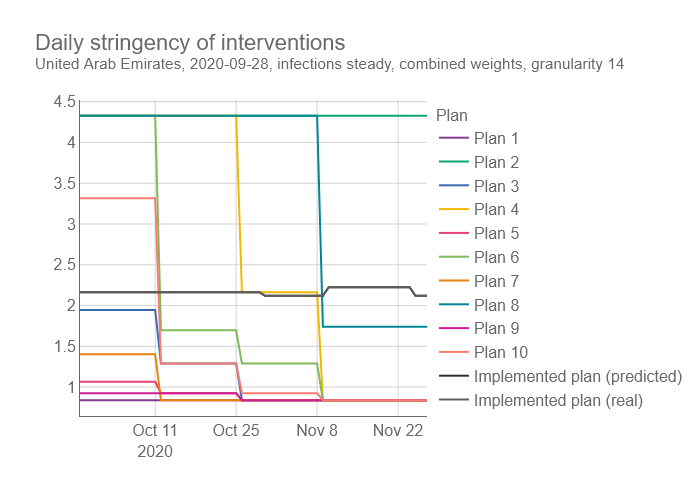 Daily stringency of interventions
United Arab Emirates, 2020-09-28, infections steady, combined weights, granularity 14
4.5
4
3.5
3
2.5
2
1.5
1
Oct 11
2020
Oct 25
Nov 8
Nov 22
Plan
Plan 1
Plan 2
Plan 3
Plan 4
Plan 5
Plan 6
Plan 7
Plan 8
Plan 9
Plan 10
Implemented plan (predicted)
Implemented plan (real)